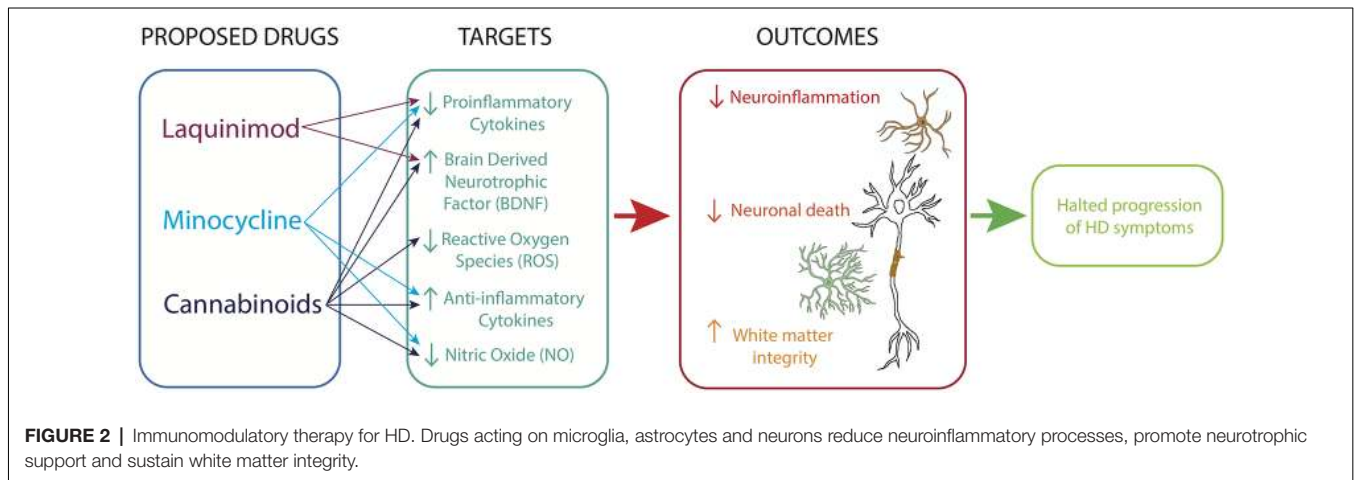 PROPOSED DRUGS
TARGETS
OUTCOMES
Laquinimod
Minocycline
Cannabinoids
↓ Proinflammatory
Cytokines
↑ Brain Derived
Neurotrophic
Factor (BDNF)
↓ Reactive Oxygen
Species (ROS)
↑ Anti-inflammatory
Cytokines
↓ Nitric Oxide (NO)
↓ Neuroinflammation
↓ Neuronal death
↑ White matter
integrity
Halted progression
of HD symptoms
FIGURE 2 | Immunomodulatory therapy for HD. Drugs acting on microglia, astrocytes and neurons reduce neuroinflammatory processes, promote neurotrophic
support and sustain white matter integrity.